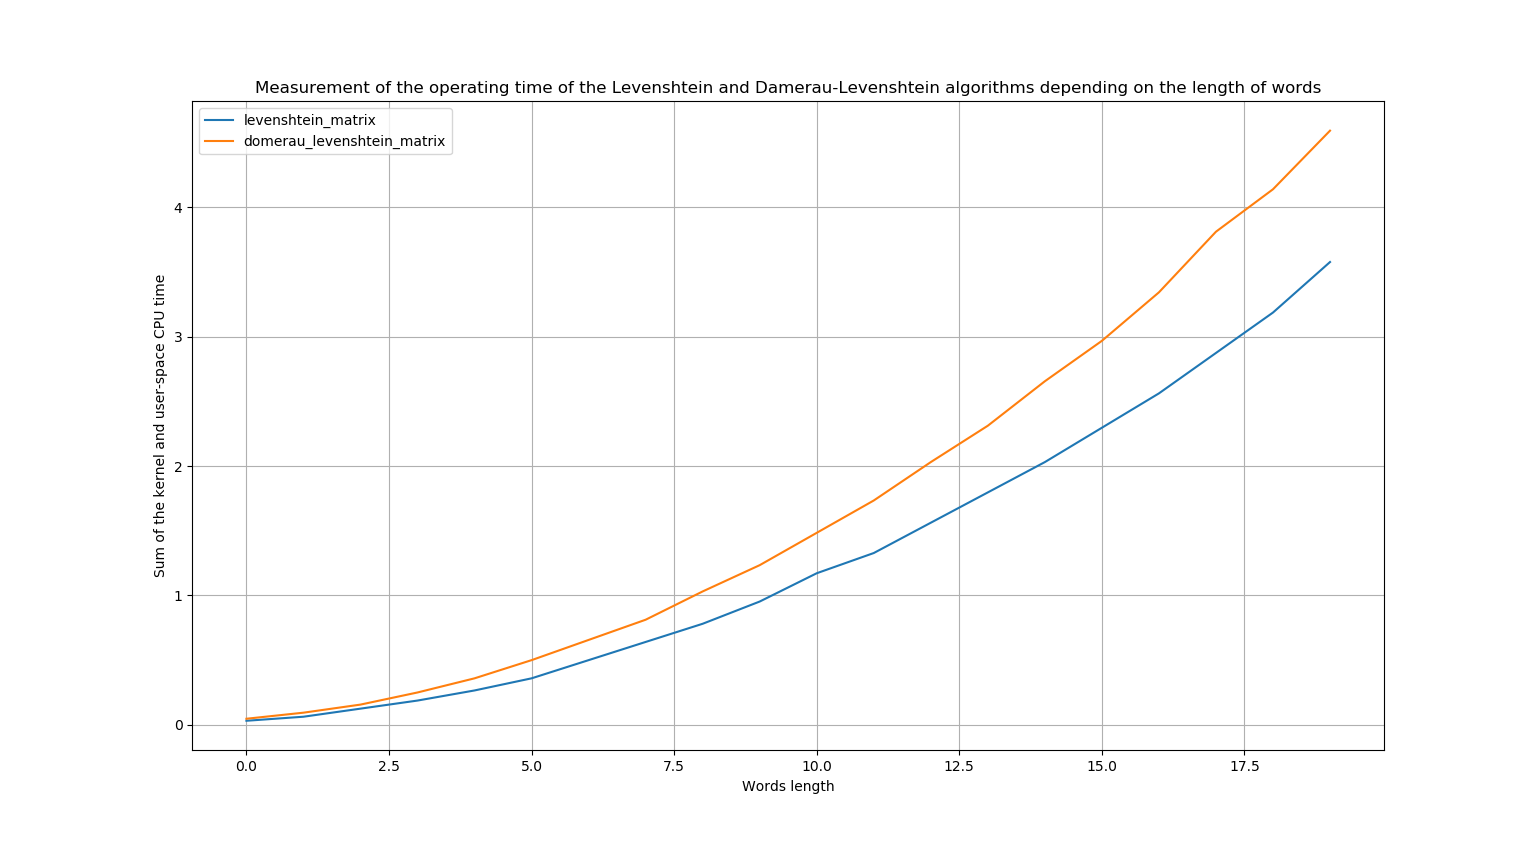 Measurement of the operating time of the Levenshtein and Damerau-Levenshtein algorithms depending on the length of words
levenshtein_matrix
domerau_levenshtein_matrix
Sum of the kernel and user-space CPU time
4
3
2
1
0
0.0 2.5 5.0 7.5 10.0 12.5 15.0 17.5
Words length